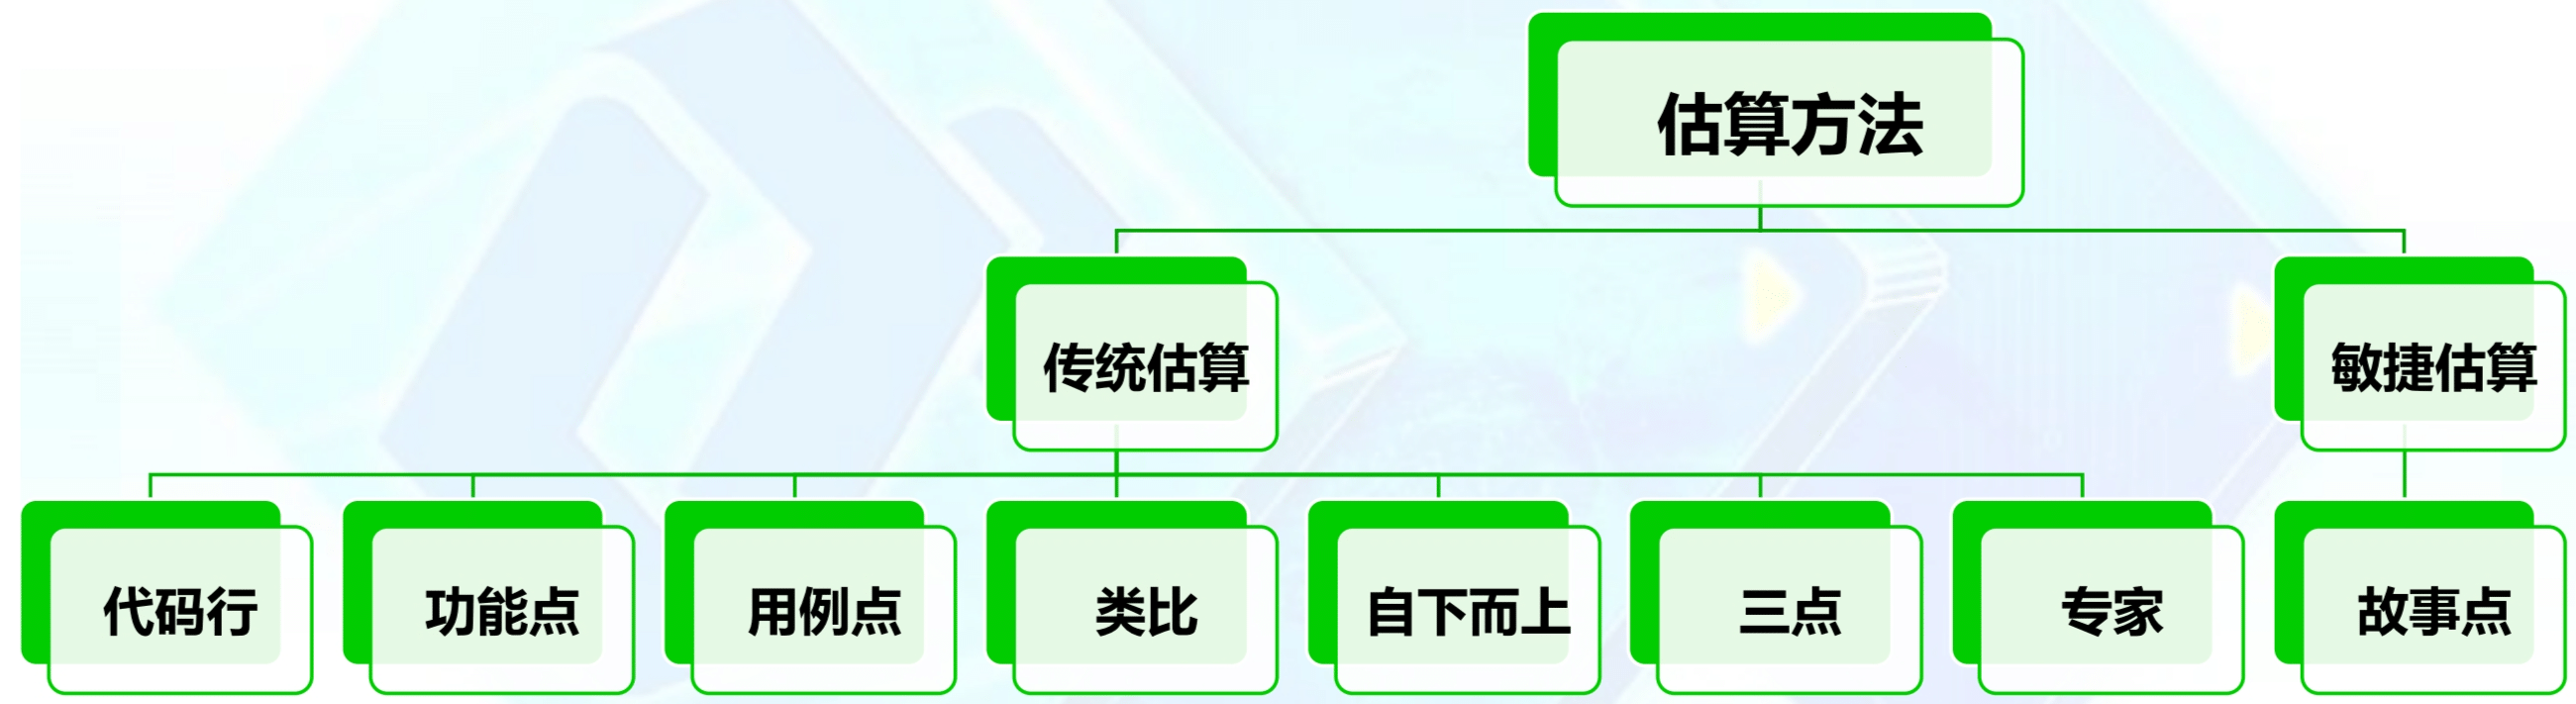 估算方法
传统估算
敏捷估算
代码行
功能点
用例点
类比
自下而上
三点
专家
故事点